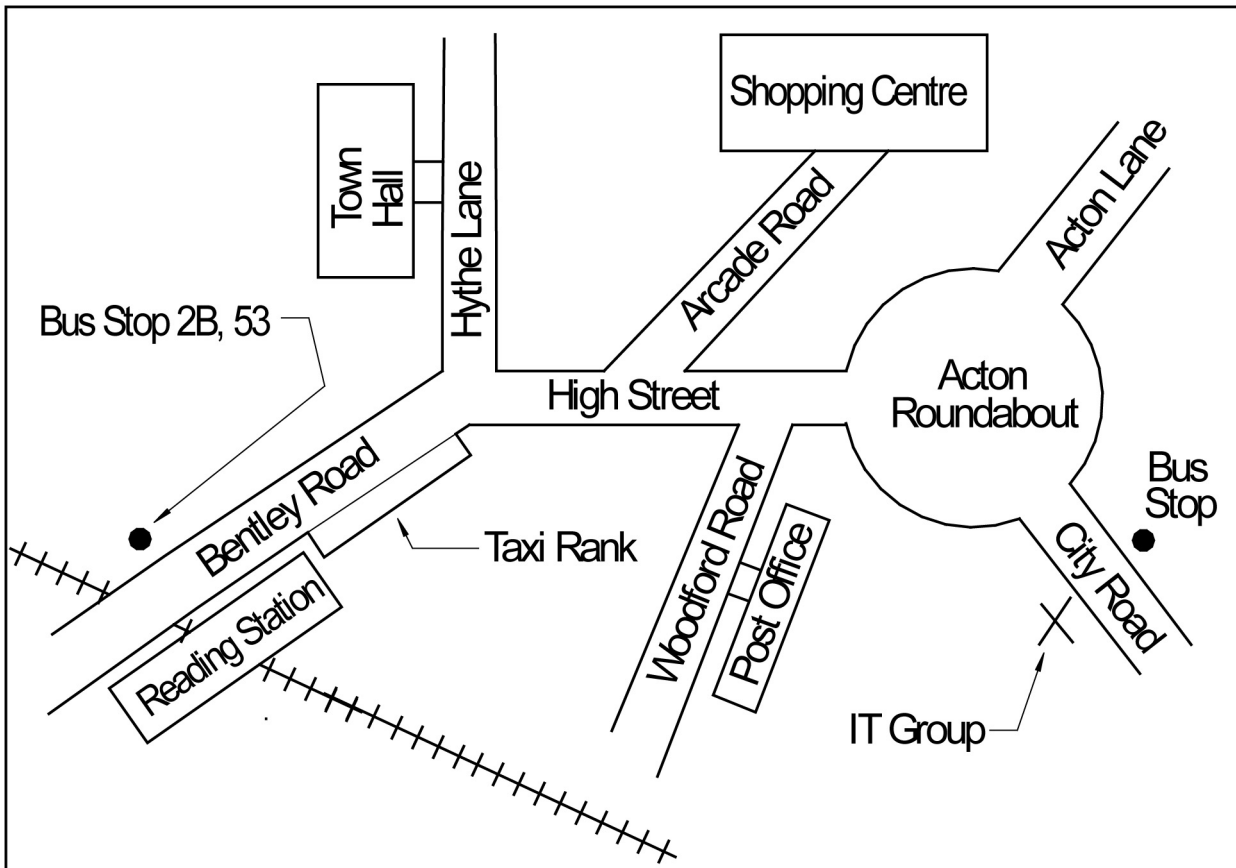 Shopping Centre
Town
Hall
Hythe Lane
Arcade Road
Acton Lane
Bus Stop 2B, 53
High Street
Acton
Roundabout
Bus
Stop
Bentley Road
Taxi Rank
Woodford Road
Post Office
City Road
Reading Station
IT Group